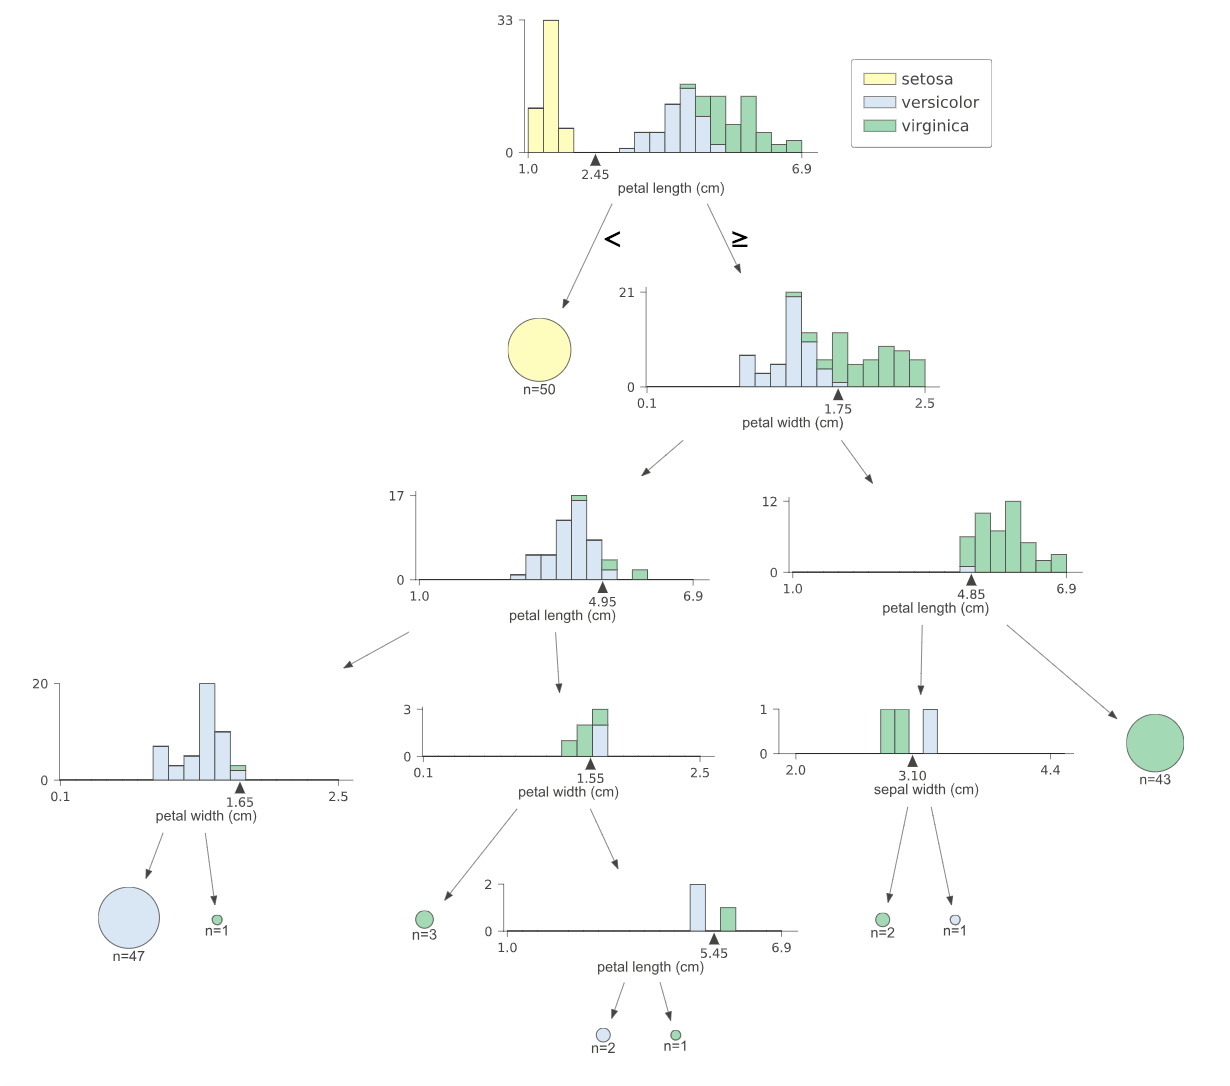 33
0
1.0
2.45
6.9
petal length (cm)
setosa
versicolor
virginica
<
≥
n=50
21
0
0.1
1.75
2.5
petal width (cm)
17
0
1.0
4.95
6.9
petal length (cm)
12
0
1.0
4.85
6.9
petal length (cm)
20
0
0.1
1.65
2.5
petal width (cm)
3
0
0.1
1.55
2.5
petal width (cm)
1
0
2.0
3.10
4.4
sepal width (cm)
n=43
n=47
n=1
n=3
2
0
1.0
5.45
6.9
petal length (cm)
n=2
n=1
n=2
n=1